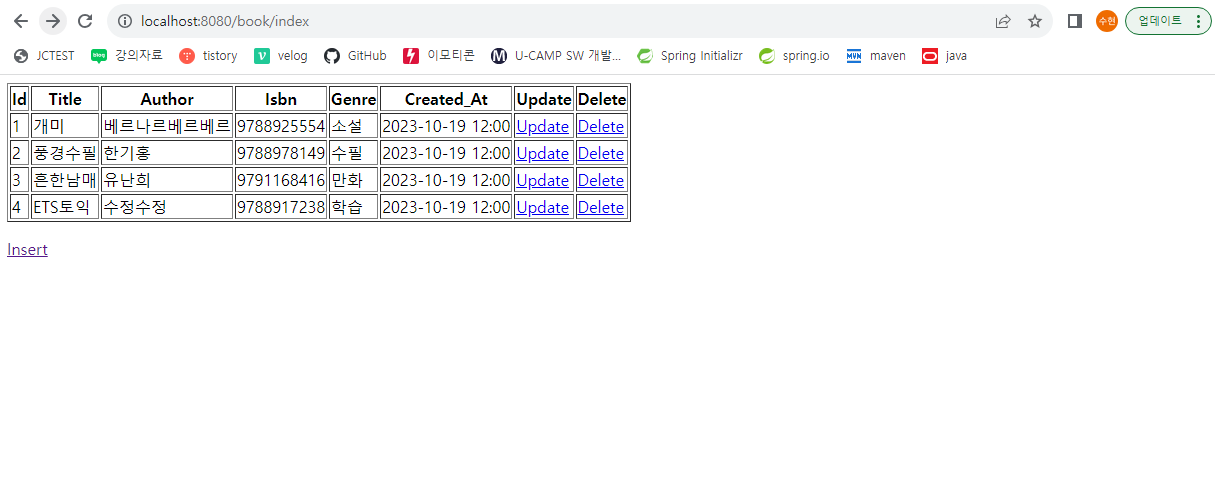 localhost:8080/book/index
수현
업데이트
JCTEST 강의자료 tistory velog GitHub 이모티콘 U-CAMP SW 개발... Spring Initializr spring.io maven java
Id Title Author Isbn Genre Created_At Update Delete
1 개미 베르나르베르베르 9788925554 소설 2023-10-19 12:00 Update Delete
2 풍경수필 한기홍 9788978149 수필 2023-10-19 12:00 Update Delete
3 흔한남매 유난희 9791168416 만화 2023-10-19 12:00 Update Delete
4 ETS토익 수정수정 9788917238 학습 2023-10-19 12:00 Update Delete
Insert